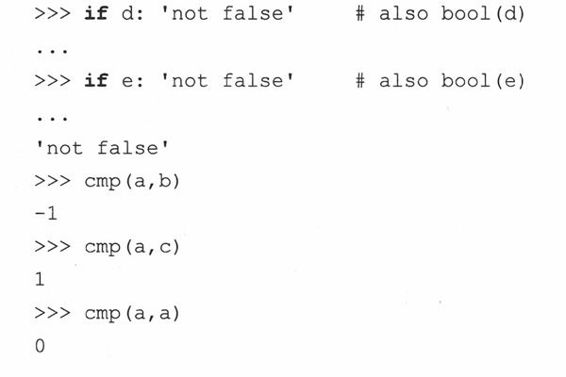 >>> if d: 'not false'     # also bool(d)
...
>>> if e: 'not false'     # also bool(e)
...
'not false'
>>> cmp(a,b)
-1
>>> cmp(a,c)
1
>>> cmp(a,a)
0